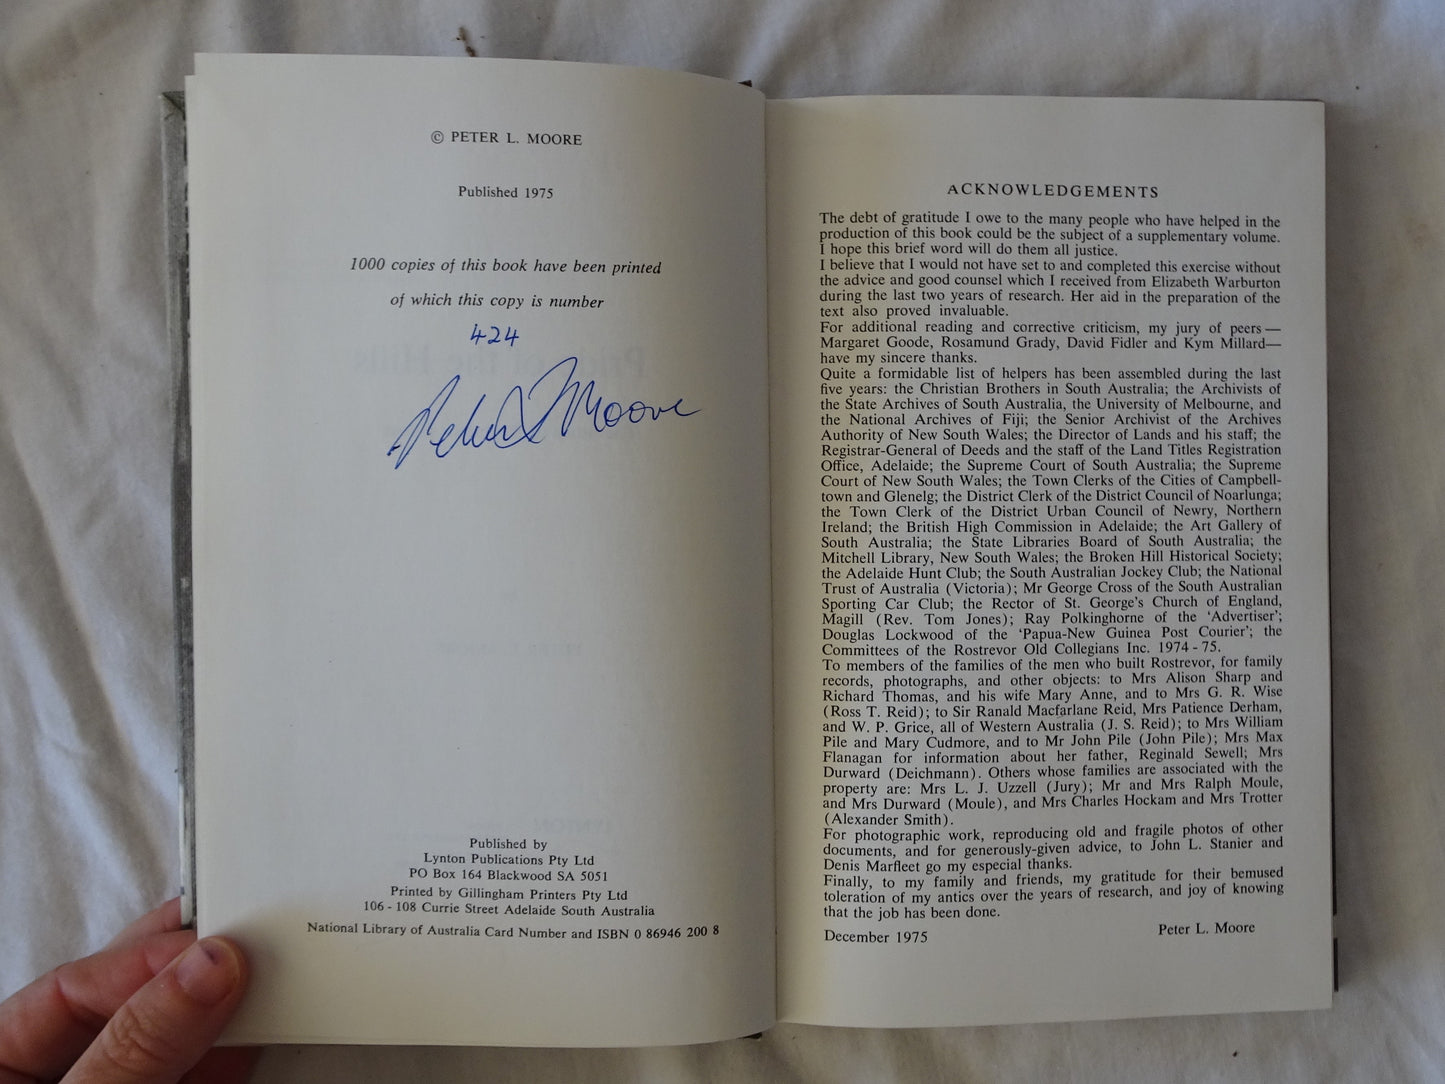 © PETER L. MOORE
Published 1975
1000 copies of this book have been printed
of which this copy is number
424
Peter L Moore
Published by
Lynton Publications Pty Ltd
PO Box 164 Blackwood SA 5051
Printed by Gillingham Printers Pty Ltd
106 - 108 Currie Street Adelaide South Australia
National Library of Australia Card Number and ISBN 0 86946 200 8
ACKNOWLEDGEMENTS
The debt of gratitude I owe to the many people who have helped in the
production of this book could be the subject of a supplementary volume.
I hope this brief word will do them all justice.
I believe that I would not have set to and completed this exercise without
the advice and good counsel which I received from Elizabeth Warburton
during the last two years of research. Her aid in the preparation of the
text also proved invaluable.
For additional reading and corrective criticism, my jury of peers —
Margaret Goode, Rosamund Grady, David Fidler and Kym Millard—
have my sincere thanks.
Quite a formidable list of helpers has been assembled during the last
five years: the Christian Brothers in South Australia; the Archivists of
the State Archives of South Australia, the University of Melbourne, and
the National Archives of Fiji; the Senior Archivist of the Archives
Authority of New South Wales; the Director of Lands and his staff; the
Registrar-General of Deeds and the staff of the Land Titles Registration
Office, Adelaide; the Supreme Court of South Australia; the Supreme
Court of New South Wales; the Town Clerks of the Cities of Campbell-
town and Glenelg; the District Clerk of the District Council of Noarlunga;
the Town Clerk of the District Urban Council of Newry, Northern
Ireland; the British High Commission in Adelaide; the Art Gallery of
South Australia; the State Libraries Board of South Australia; the
Mitchell Library, New South Wales; the Broken Hill Historical Society;
the Adelaide Hunt Club; the South Australian Jockey Club; the National
Trust of Australia (Victoria); Mr George Cross of the South Australian
Sporting Car Club; the Rector of St. George's Church of England,
Magill (Rev. Tom Jones); Ray Polkinghorne of the 'Advertiser';
Douglas Lockwood of the 'Papua-New Guinea Post Courier'; the
Committees of the Rostrevor Old Collegians Inc. 1974 - 75.
To members of the families of the men who built Rostrevor, for family
records, photographs, and other objects: to Mrs Alison Sharp and
Richard Thomas, and his wife Mary Anne, and to Mrs G. R. Wise
(Ross T. Reid); to Sir Ranald Macfarlane Reid, Mrs Patience Derham,
and W. P. Grice, all of Western Australia (J. S. Reid); to Mrs William
Pile and Mary Cudmore, and to Mr John Pile (John Pile); Mrs Max
Flanagan for information about her father, Reginald Sewell; Mrs
Durward (Deichmann). Others whose families are associated with the
property are: Mrs L. J. Uzzell (Jury); Mr and Mrs Ralph Moule,
and Mrs Durward (Moule), and Mrs Charles Hockam and Mrs Trotter
(Alexander Smith).
For photographic work, reproducing old and fragile photos of other
documents, and for generously-given advice, to John L. Stanier and
Denis Marfleet go my especial thanks.
Finally, to my family and friends, my gratitude for their bemused
toleration of my antics over the years of research, and joy of knowing
that the job has been done.
December 1975
Peter L. Moore